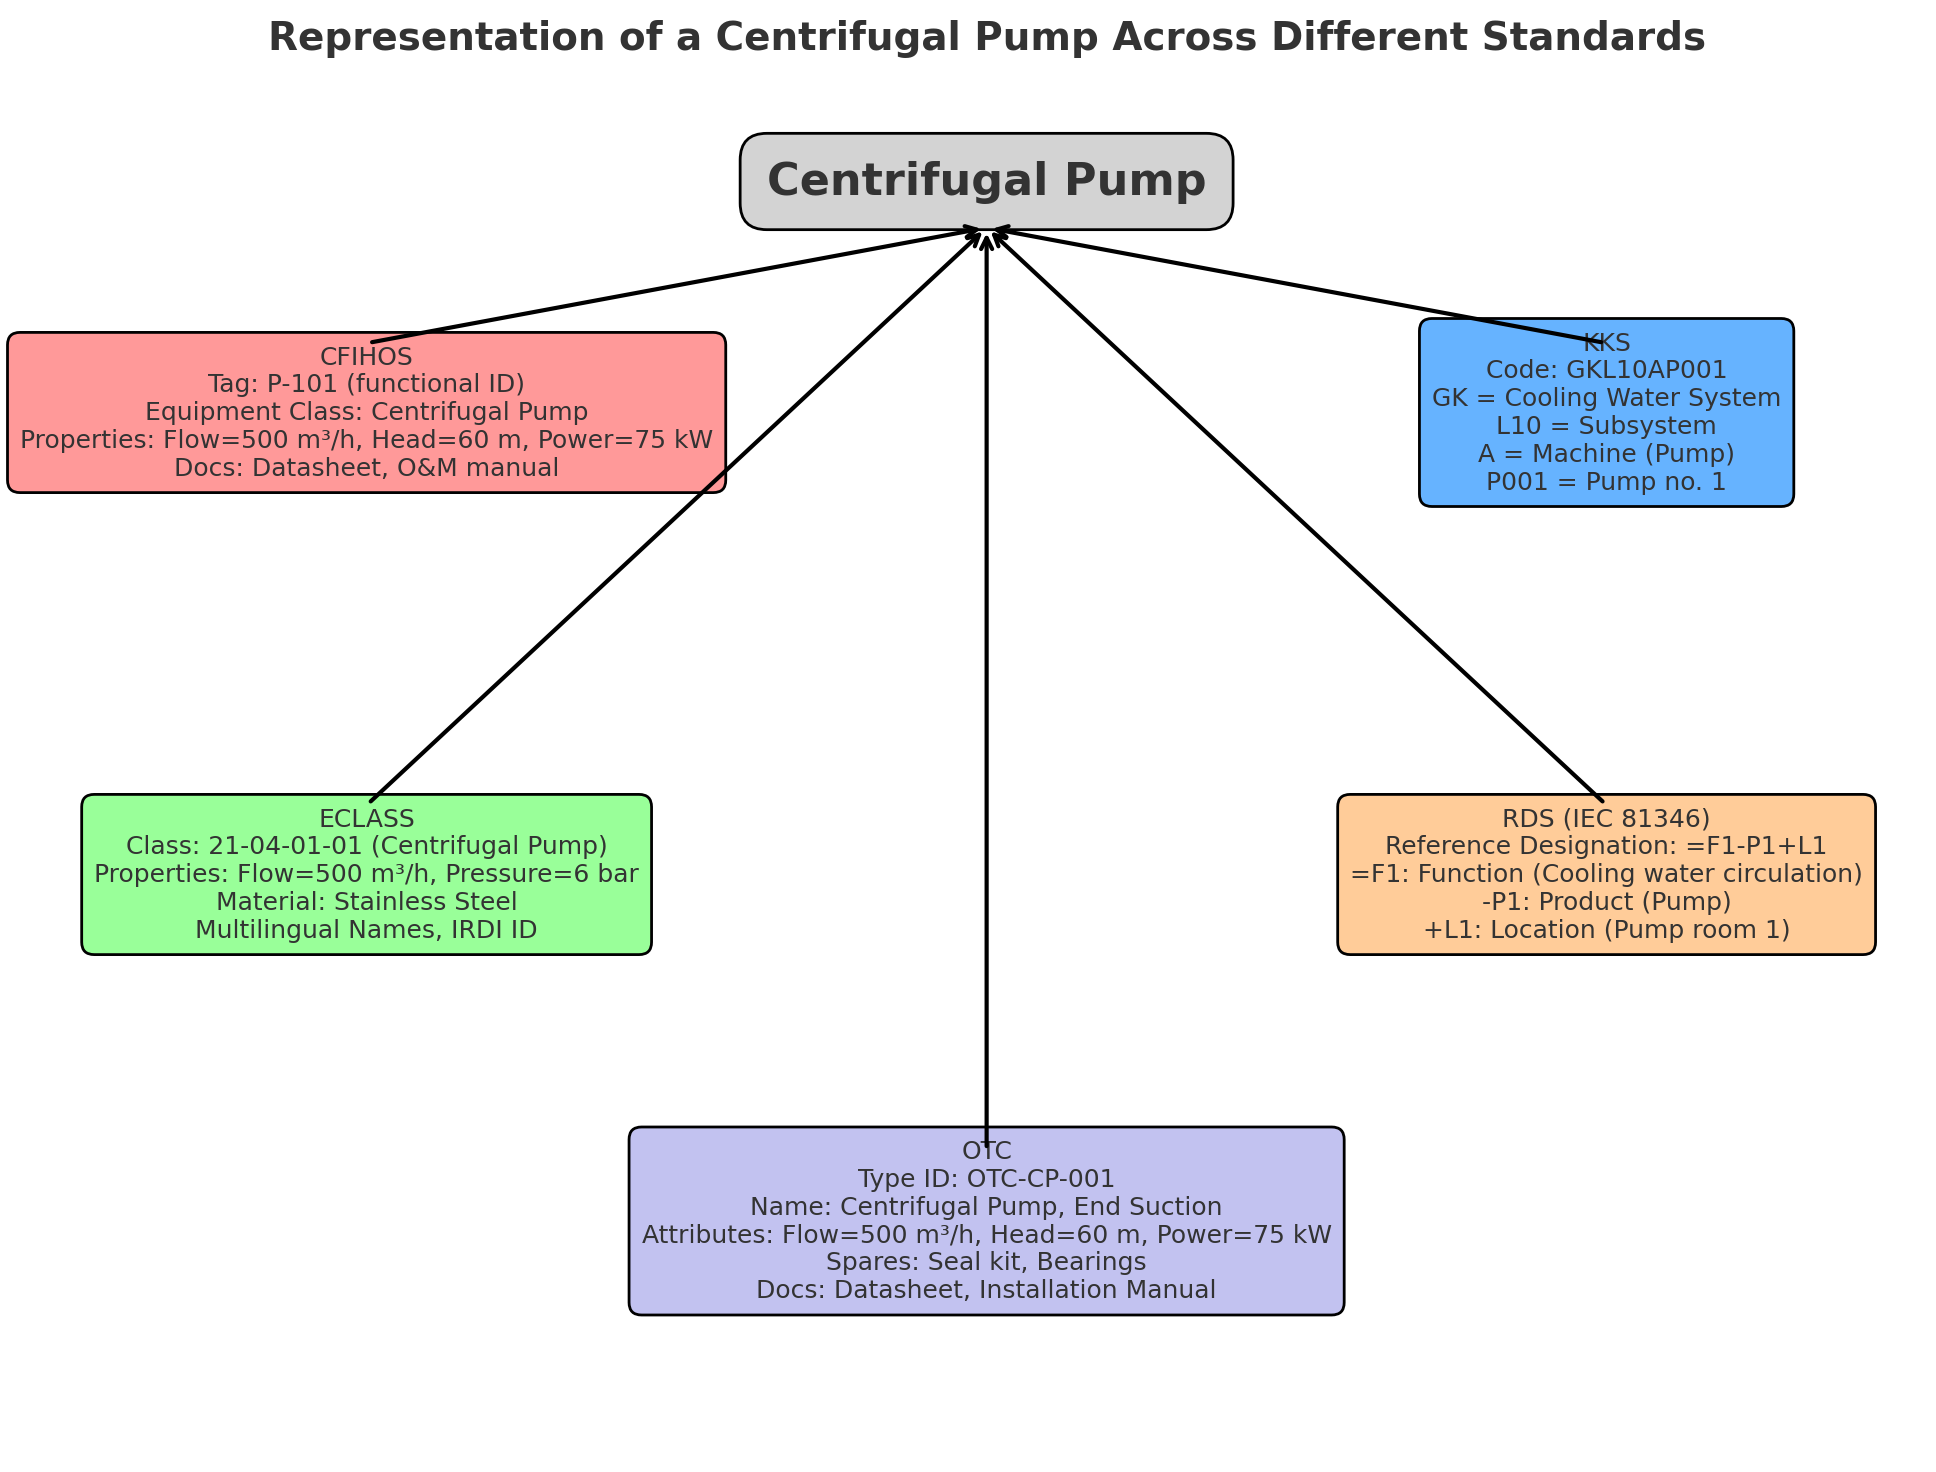 Representation of a Centrifugal Pump Across Different Standards
Centrifugal Pump
CFIHOS
Tag: P-101 (functional ID)
Equipment Class: Centrifugal Pump
Properties: Flow=500 m³/h, Head=60 m, Power=75 kW
Docs: Datasheet, O&M manual
KKS
Code: GKL10AP001
GK = Cooling Water System
L10 = Subsystem
A = Machine (Pump)
P001 = Pump no. 1
ECLASS
Class: 21-04-01-01 (Centrifugal Pump)
Properties: Flow=500 m³/h, Pressure=6 bar
Material: Stainless Steel
Multilingual Names, IRDI ID
RDS (IEC 81346)
Reference Designation: =F1-P1+L1
=F1: Function (Cooling water circulation)
-P1: Product (Pump)
+L1: Location (Pump room 1)
OTC
Type ID: OTC-CP-001
Name: Centrifugal Pump, End Suction
Attributes: Flow=500 m³/h, Head=60 m, Power=75 kW
Spares: Seal kit, Bearings
Docs: Datasheet, Installation Manual